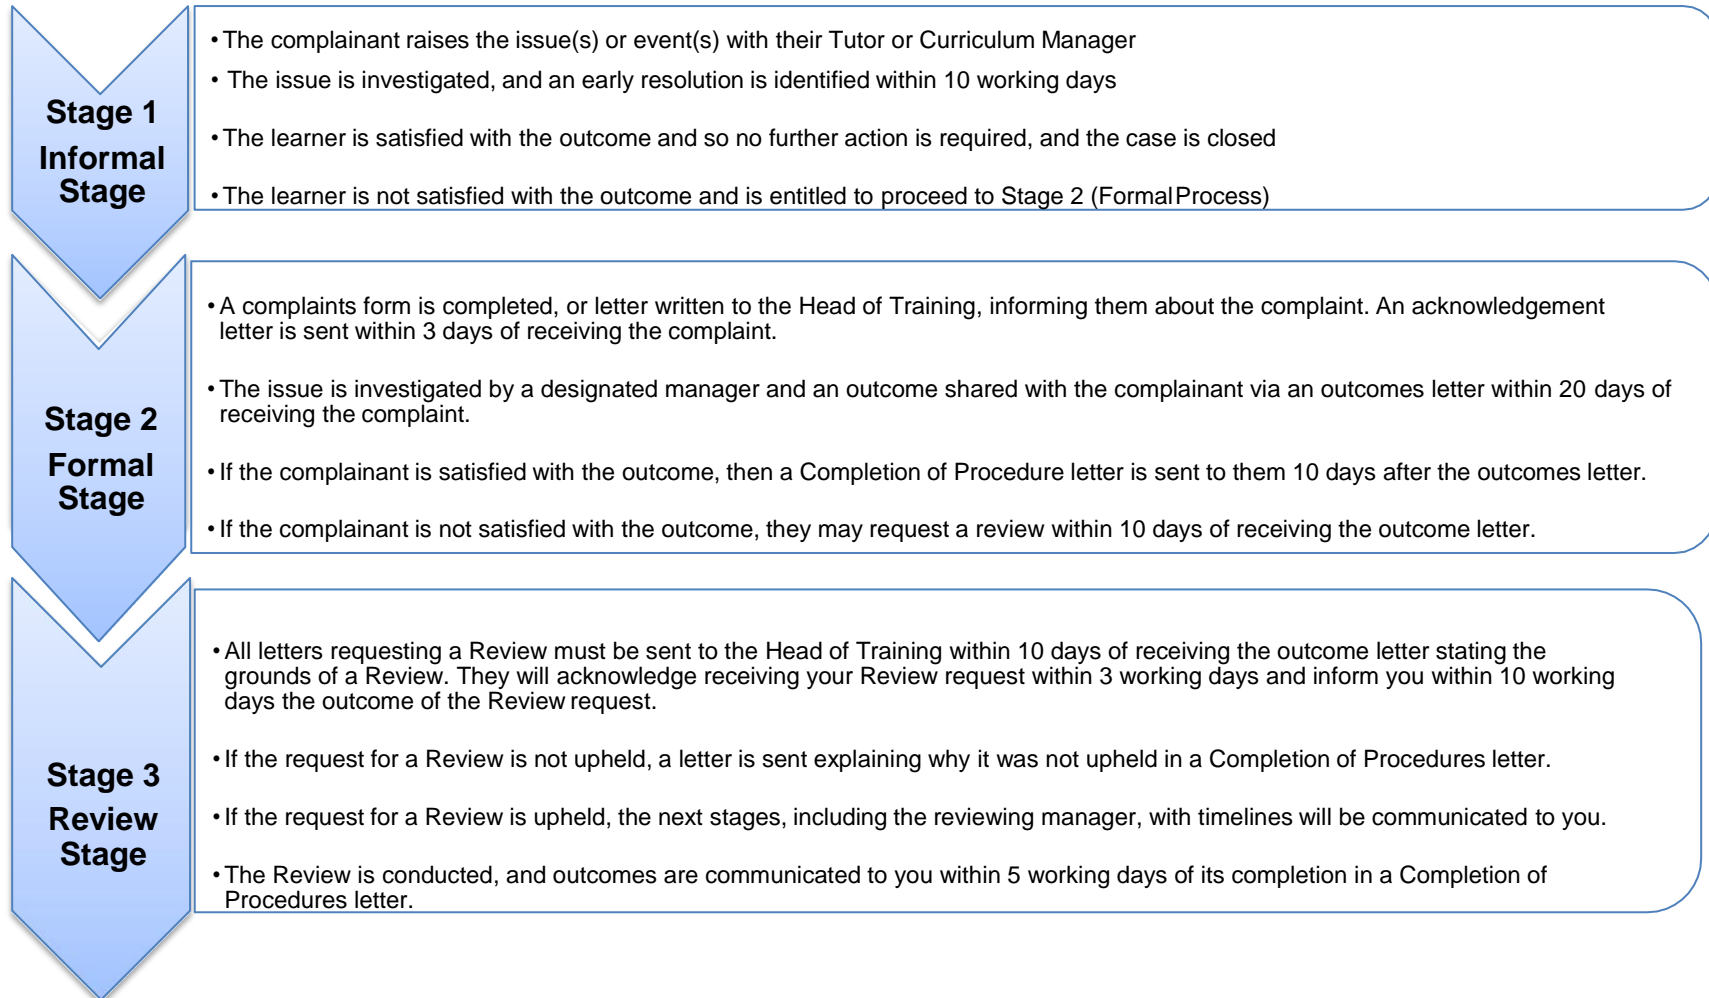 Stage 1
Informal
Stage
• The complainant raises the issue(s) or event(s) with their Tutor or Curriculum Manager
• The issue is investigated, and an early resolution is identified within 10 working days
• The learner is satisfied with the outcome and so no further action is required, and the case is closed
• The learner is not satisfied with the outcome and is entitled to proceed to Stage 2 (Formal Process)
Stage 2
Formal
Stage
• A complaints form is completed, or letter written to the Head of Training, informing them about the complaint. An acknowledgement
letter is sent within 3 days of receiving the complaint.
• The issue is investigated by a designated manager and an outcome shared with the complainant via an outcomes letter within 20 days of
receiving the complaint.
• If the complainant is satisfied with the outcome, then a Completion of Procedure letter is sent to them 10 days after the outcomes letter.
• If the complainant is not satisfied with the outcome, they may request a review within 10 days of receiving the outcome letter.
Stage 3
Review
Stage
• All letters requesting a Review must be sent to the Head of Training within 10 days of receiving the outcome letter stating the
grounds of a Review. They will acknowledge receiving your Review request within 3 working days and inform you within 10 working
days the outcome of the Review request.
• If the request for a Review is not upheld, a letter is sent explaining why it was not upheld in a Completion of Procedures letter.
• If the request for a Review is upheld, the next stages, including the reviewing manager, with timelines will be communicated to you.
• The Review is conducted, and outcomes are communicated to you within 5 working days of its completion in a Completion of
Procedures letter.